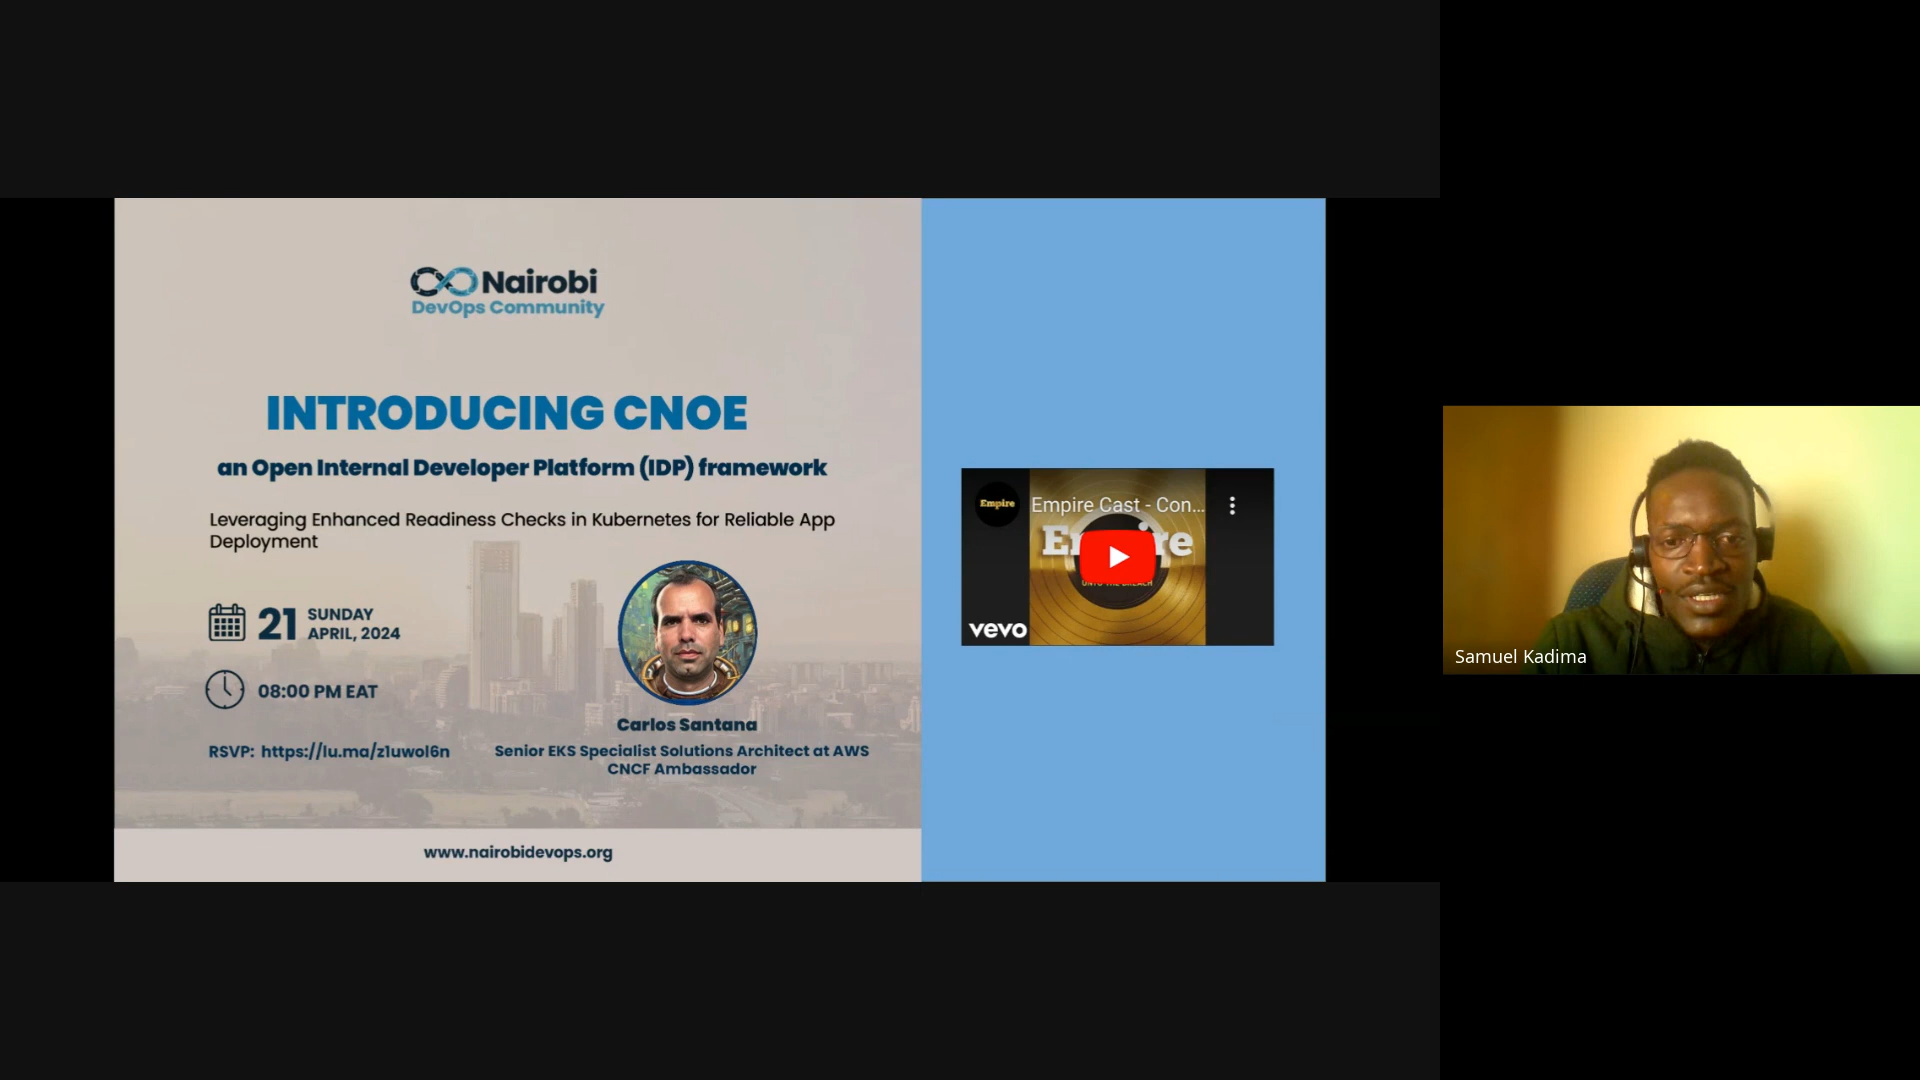 Nairobi
DevOps Community
INTRODUCING CNOE
an Open Internal Developer Platform (IDP) framework
Leveraging Enhanced Readiness Checks in Kubernetes for Reliable App
Deployment
21 SUNDAY
APRIL, 2024
08:00 PM EAT
RSVP: https://lu.ma/z1uwol6n
Carlos Santana
Senior EKS Specialist Solutions Architect at AWS
CNCF Ambassador
www.nairobidevops.org
Empire
Empire Cast - Con...
vevo
Samuel Kadima